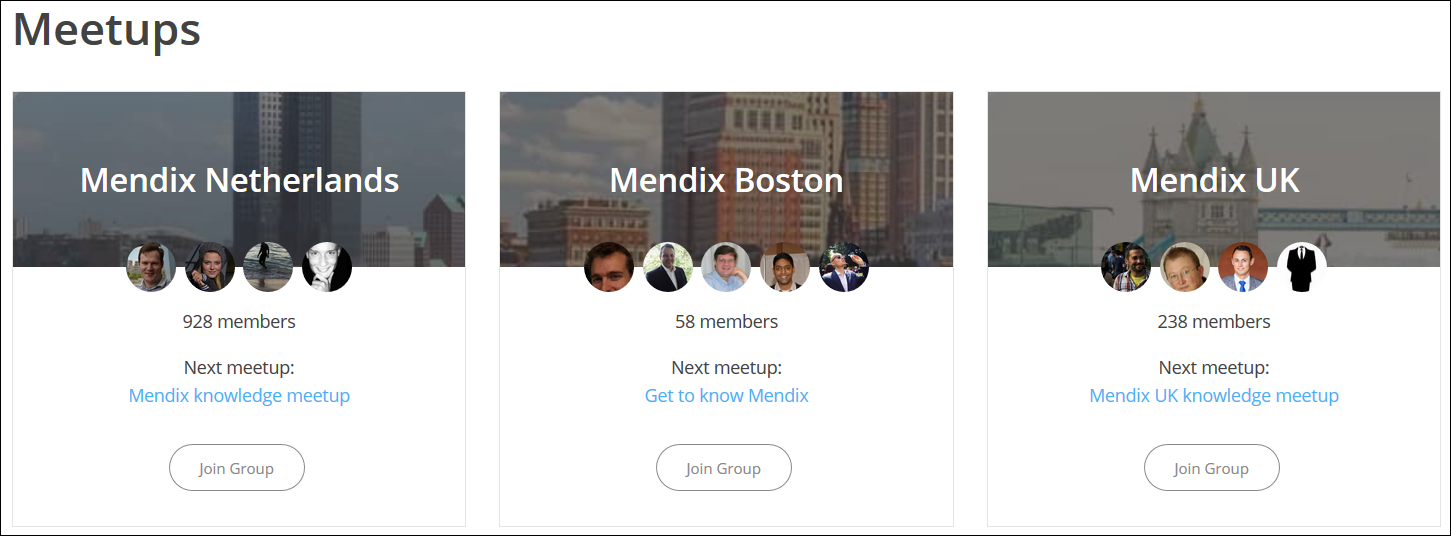 Meetups
Mendix Netherlands
928 members
Next meetup:
Mendix knowledge meetup
Join Group
Mendix Boston
58 members
Next meetup:
Get to know Mendix
Join Group
Mendix UK
238 members
Next meetup:
Mendix UK knowledge meetup
Join Group